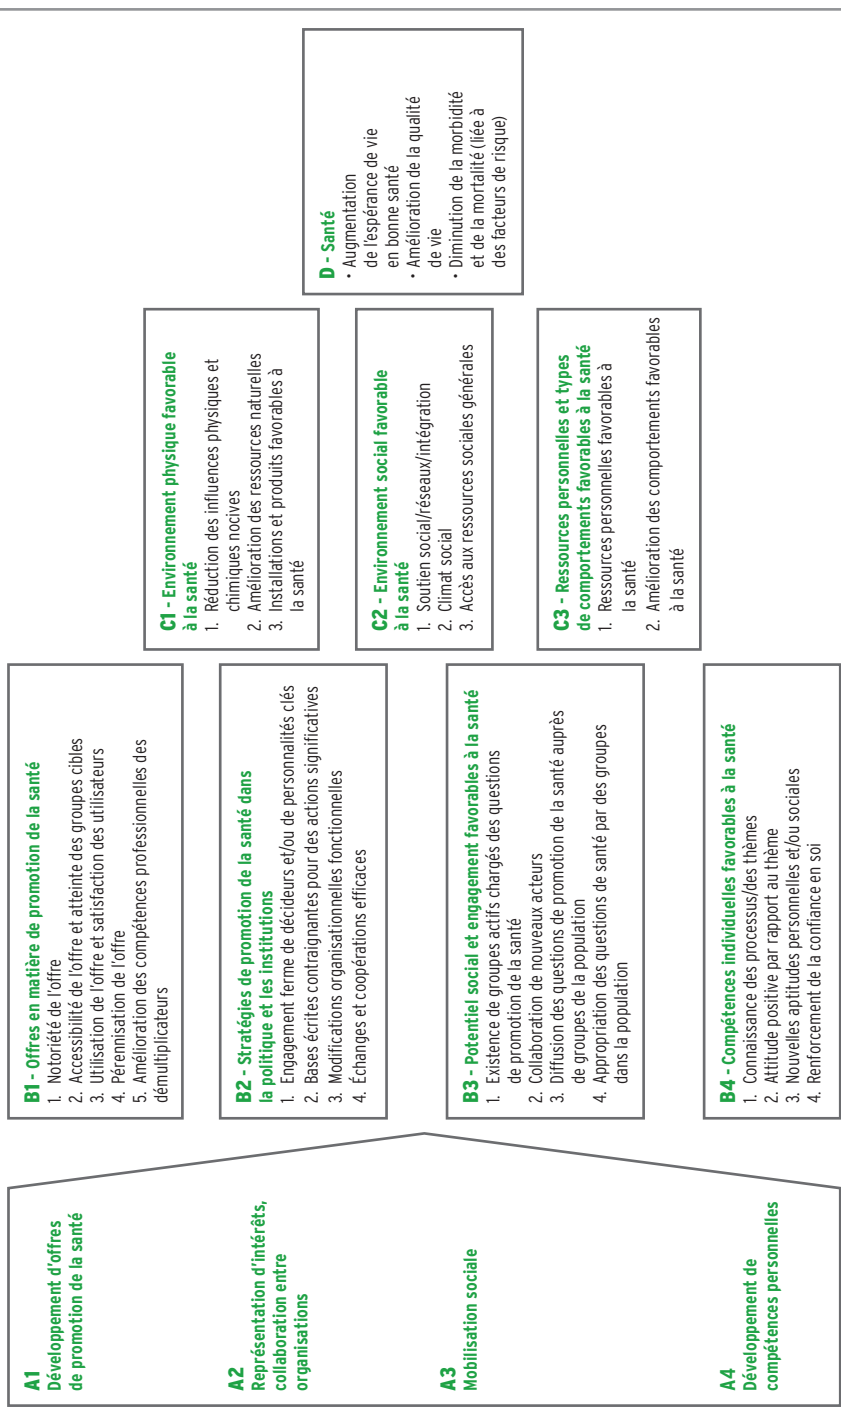 A1
Développement d'offres
de promotion de la santé
A2
Représentation d'intérêts,
collaboration entre
organisations
A3
Mobilisation sociale
A4
Développement de
compétences personnelles
B1 - Offres en matière de promotion de la santé
1. Notoriété de l'offre
2. Accessibilité de l'offre et atteinte des groupes cibles
3. Utilisation de l'offre et satisfaction des utilisateurs
4. Pérennisation de l'offre
5. Amélioration des compétences professionnelles des
démultiplicateurs
B2 - Stratégies de promotion de la santé dans
la politique et les institutions
1. Engagement ferme de décideurs et/ou de personnalités clés
2. Bases écrites contraignantes pour des actions significatives
3. Modifications organisationnelles fonctionnelles
4. Échanges et coopérations efficaces
B3 - Potentiel social et engagement favorables à la santé
1. Existence de groupes actifs chargés des questions
de promotion de la santé
2. Collaboration de nouveaux acteurs
3. Diffusion des questions de promotion de la santé auprès
de groupes de la population
4. Appropriation des questions de santé par des groupes
dans la population
B4 - Compétences individuelles favorables à la santé
1. Connaissance des processus/des thèmes
2. Attitude positive par rapport au thème
3. Nouvelles aptitudes personnelles et/ou sociales
4. Renforcement de la confiance en soi
C1 - Environnement physique favorable
à la santé
1. Réduction des influences physiques et
chimiques nocives
2. Amélioration des ressources naturelles
3. Installations et produits favorables à
la santé
C2 - Environnement social favorable
à la santé
1. Soutien social/réseaux/intégration
2. Climat social
3. Accès aux ressources sociales générales
C3 - Ressources personnelles et types
de comportements favorables à la santé
1. Ressources personnelles favorables à
la santé
2. Amélioration des comportements favorables
à la santé
D - Santé
• Augmentation
de l'espérance de vie
en bonne santé
• Amélioration de la qualité
de vie
• Diminution de la morbidité
et de la mortalité (liée à
des facteurs de risque)